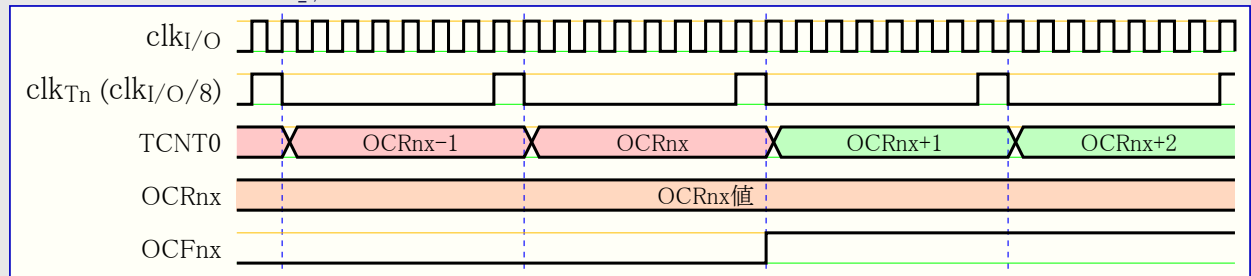 clkI/O
clkTn (clkI/O/8)
TCNT0 OCRnx-1 OCRnx OCRnx+1 OCRnx+2
OCRnx OCRnx値
OCFnx